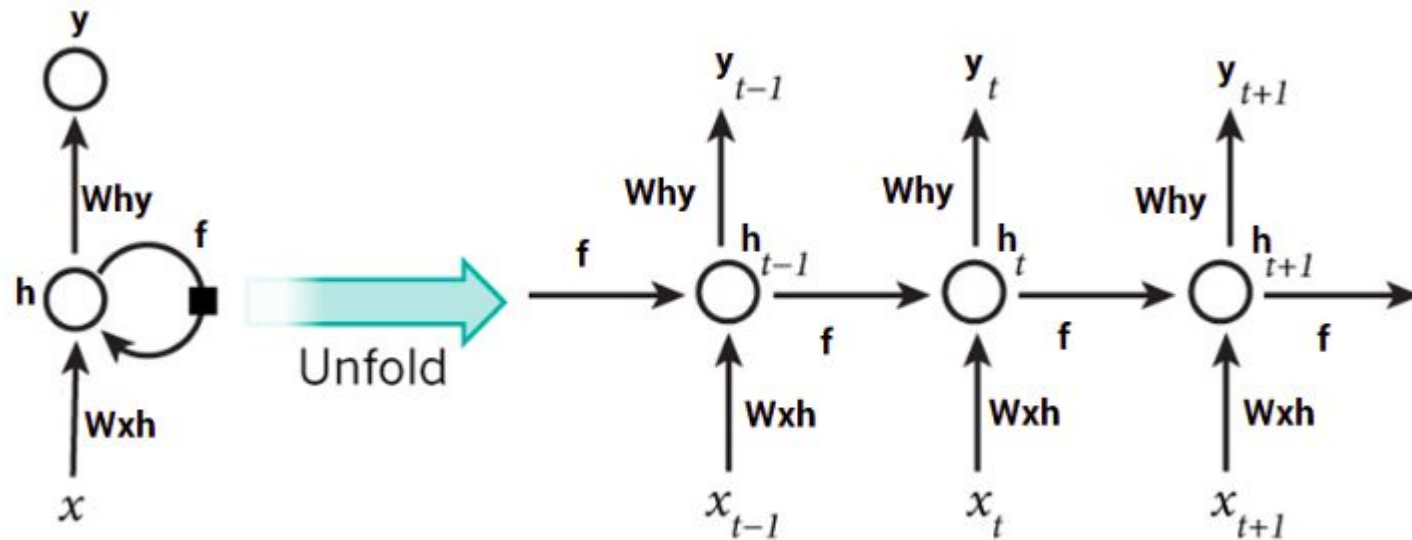 y
Why
f
h
Wxh
x
Unfold
y t-1
y t
y t+1
Why
Why
Why
f
h t-1
h t
h t+1
f
f
f
Wxh
Wxh
Wxh
x t-1
x t
x t+1